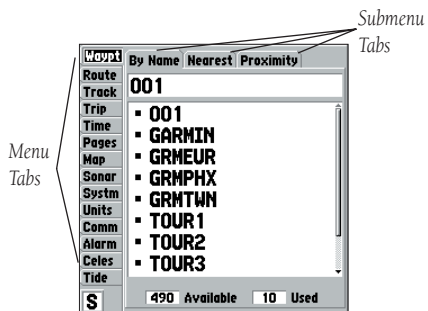 Submenu
Tabs
Waypt
By Name Nearest Proximity
Route
Track
Trip
Time
Pages
Map
Sonar
Systm
Units
Comm
Alarm
Celes
Tide
S
001
001
GARMIN
GRMEUR
GRMPHX
GRMTWN
TOUR1
TOUR2
TOUR3
490 Available 10 Used
Menu
Tabs